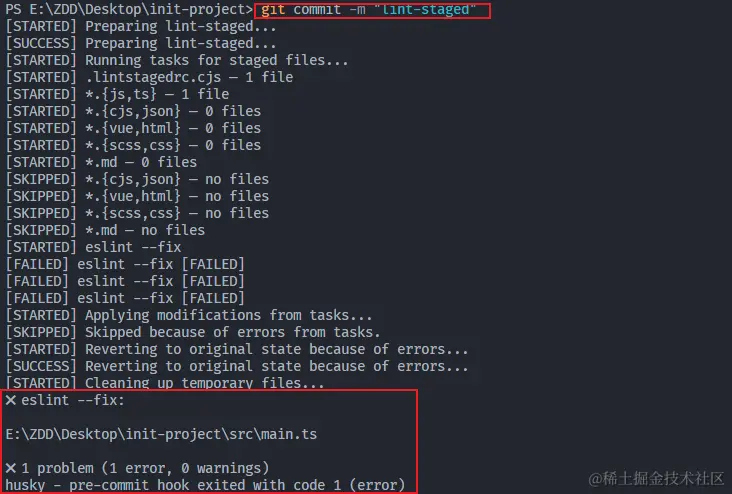 PS E:\ZDD\Desktop\init-project> git commit -m "lint-staged"
[STARTED] Preparing lint-staged...
[SUCCESS] Preparing lint-staged...
[STARTED] Running tasks for staged files...
[STARTED] .lintstagedrc.cjs — 1 file
[STARTED] *.{js,ts} — 1 file
[STARTED] *.{cjs,json} — 0 files
[STARTED] *.{vue,html} — 0 files
[STARTED] *.{scss,css} — 0 files
[STARTED] *.md — 0 files
[SKIPPED] *.{cjs,json} — no files
[SKIPPED] *.{vue,html} — no files
[SKIPPED] *.{scss,css} — no files
[SKIPPED] *.md — no files
[STARTED] eslint --fix
[FAILED] eslint --fix [FAILED]
[FAILED] eslint --fix [FAILED]
[FAILED] eslint --fix [FAILED]
[STARTED] Applying modifications from tasks...
[SKIPPED] Skipped because of errors from tasks.
[STARTED] Reverting to original state because of errors...
[SUCCESS] Reverting to original state because of errors...
[STARTED] Cleaning up temporary files...
✖ eslint --fix:
E:\ZDD\Desktop\init-project\src\main.ts
✖ 1 problem (1 error, 0 warnings)
husky - pre-commit hook exited with code 1 (error)
@稀土掘金技术社区